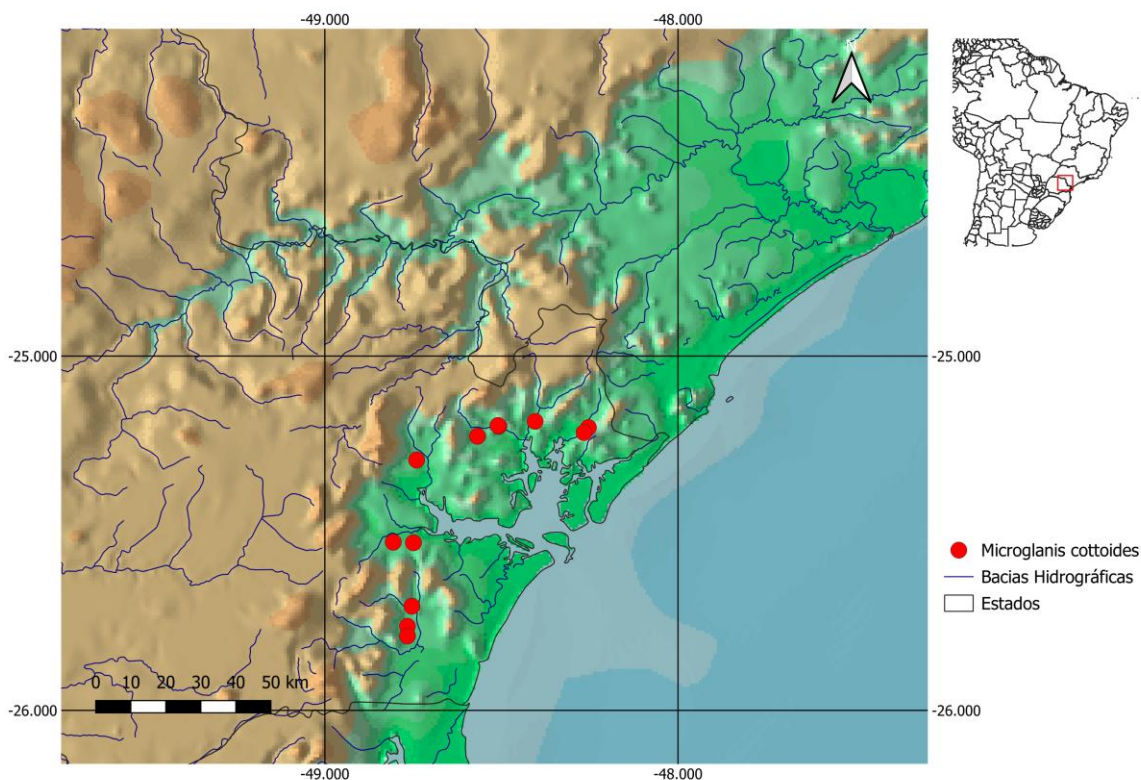 -49.000 -48.000
-25.000 -25.000
Microglanis cottoides
Bacias Hidrográficas
Estados
0 10 20 30 40 50 km
-26.000 -26.000
-49.000 -48.000